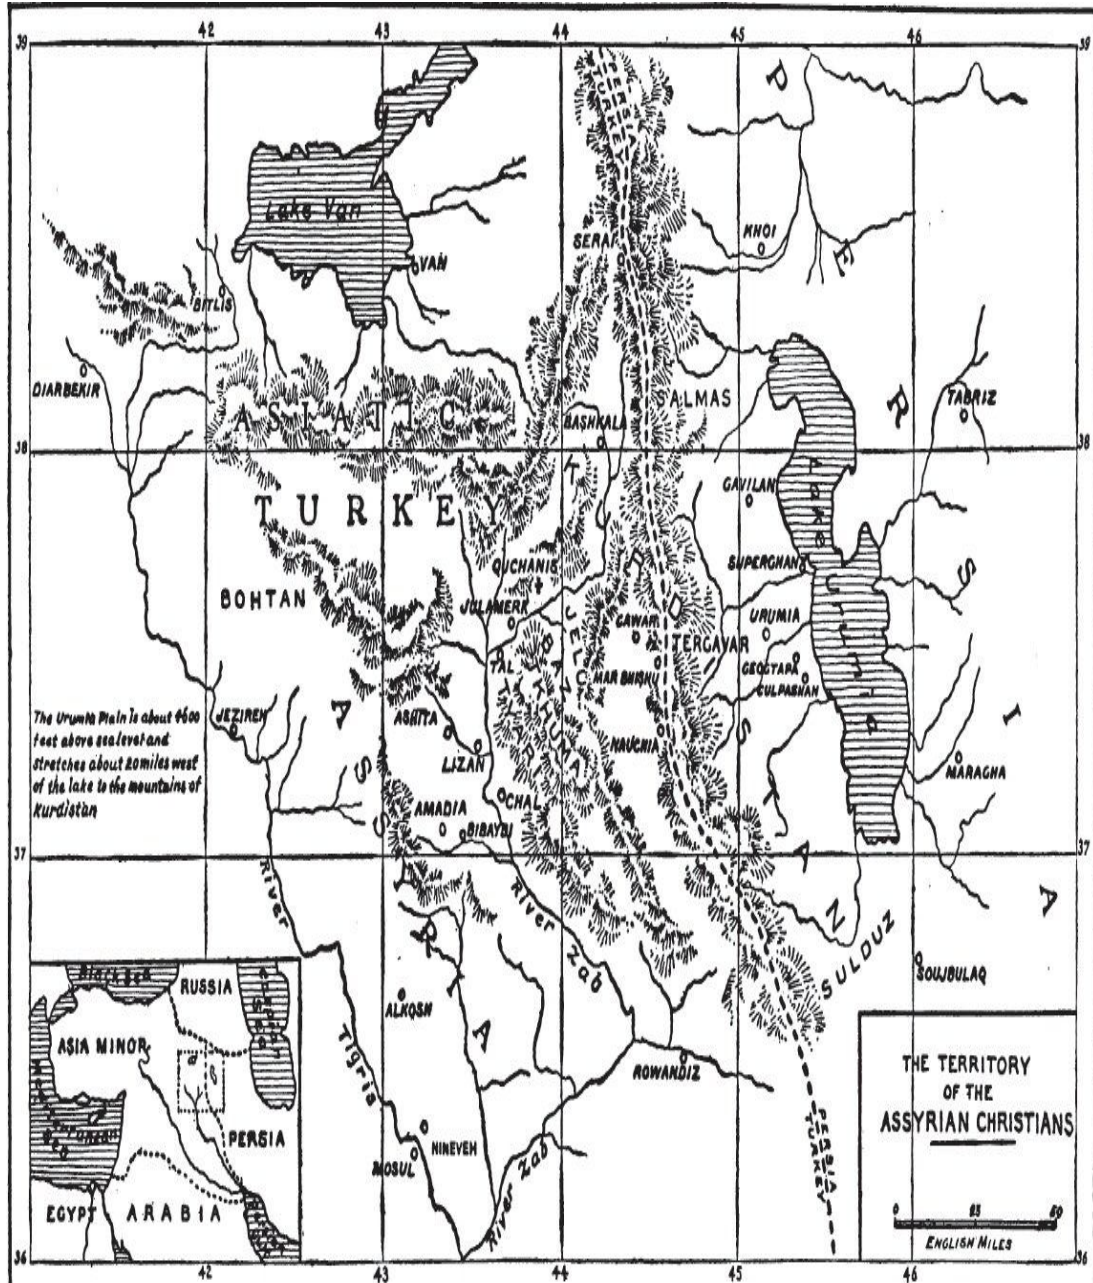 42 43 44 45 46
39 39
PERSIA
TURKEY
P
Lake Van
KHOI
SERAI
E
VAN
BITLIS
DIARBEKIR
SALMAS
R
TABRIZ
ASIATIC
BASHKALA
38 38
TURKEY
GAVILAN
Lake Urumia
QUCHANIS
SUPERGHAN
S
BOHTAN
JULAMERK
GAWAR
TERGAVAR
URUMIA
TAL
JELO
BAZ
TKHUMA
MAR BHISHU
GEOGTAPA
GULPASHAN
I
JEZIREH
ASHITA
NAUCHIA
The Urumia Plain is about 4600
feet above sea level and
stretches about 20 miles west
of the lake to the mountains of
Kurdistan
LIZAN
MARAGHA
CHAL
AMADIA
BIBAYDI
37 37
A
River Zab
SULDUZ
SOUJBULAQ
ALKOSH
River Tigris
ROWANDIZ
NINEVEH
MOSUL
River Zab
PERSIA
TURKEY
Black Sea
RUSSIA
ASIA MINOR
PERSIA
EGYPT
ARABIA
THE TERRITORY
OF THE
ASSYRIAN CHRISTIANS
0 25 50
ENGLISH MILES
36 36
42 43 44 45 46